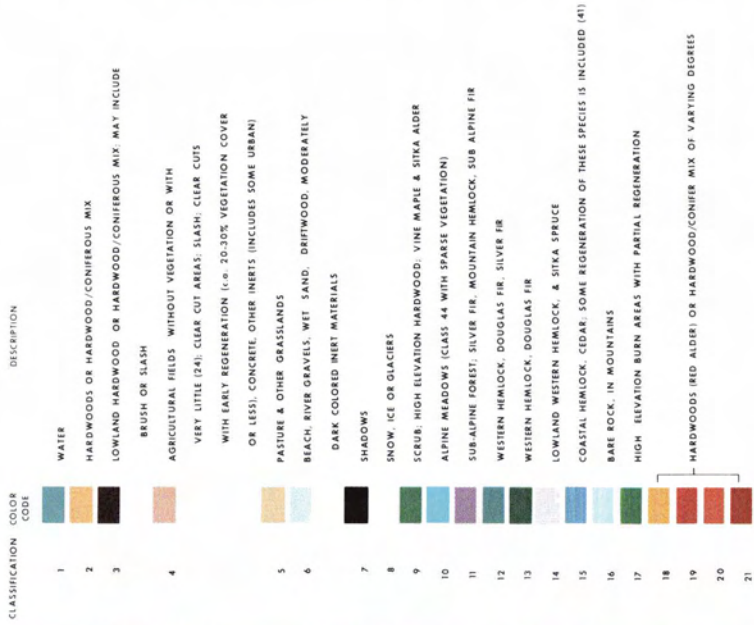 CLASSIFICATION COLOR CODE DESCRIPTION
1 WATER
2 HARDWOODS OR HARDWOOD/CONIFEROUS MIX
3 LOWLAND HARDWOOD OR HARDWOOD/CONIFEROUS MIX; MAY INCLUDE
BRUSH OR SLASH
4 AGRICULTURAL FIELDS WITHOUT VEGETATION OR WITH
VERY LITTLE (24); CLEAR CUT AREAS; SLASH; CLEAR CUTS
WITH EARLY REGENERATION (c.a. 20-30% VEGETATION COVER
OR LESS), CONCRETE, OTHER INERTS (INCLUDES SOME URBAN)
5 PASTURE & OTHER GRASSLANDS
6 BEACH, RIVER GRAVELS, WET SAND, DRIFTWOOD, MODERATELY
DARK COLORED INERT MATERIALS
7 SHADOWS
8 SNOW, ICE OR GLACIERS
9 SCRUB; HIGH ELEVATION HARDWOOD; VINE MAPLE & SITKA ALDER
10 ALPINE MEADOWS (CLASS 44 WITH SPARSE VEGETATION)
11 SUB-ALPINE FOREST; SILVER FIR, MOUNTAIN HEMLOCK, SUB ALPINE FIR
12 WESTERN HEMLOCK, DOUGLAS FIR, SILVER FIR
13 WESTERN HEMLOCK, DOUGLAS FIR
14 LOWLAND WESTERN HEMLOCK, & SITKA SPRUCE
15 COASTAL HEMLOCK, CEDAR; SOME REGENERATION OF THESE SPECIES IS INCLUDED (41)
16 BARE ROCK, IN MOUNTAINS
17 HIGH ELEVATION BURN AREAS WITH PARTIAL REGENERATION
18
19 HARDWOODS (RED ALDER) OR HARDWOOD/CONIFER MIX OF VARYING DEGREES
20
21